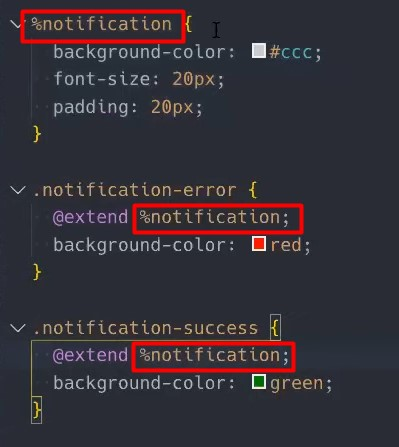 %notification {
background-color: #ccc;
font-size: 20px;
padding: 20px;
}
.notification-error {
@extend %notification;
background-color: red;
}
.notification-success {
@extend %notification;
background-color: green;
}